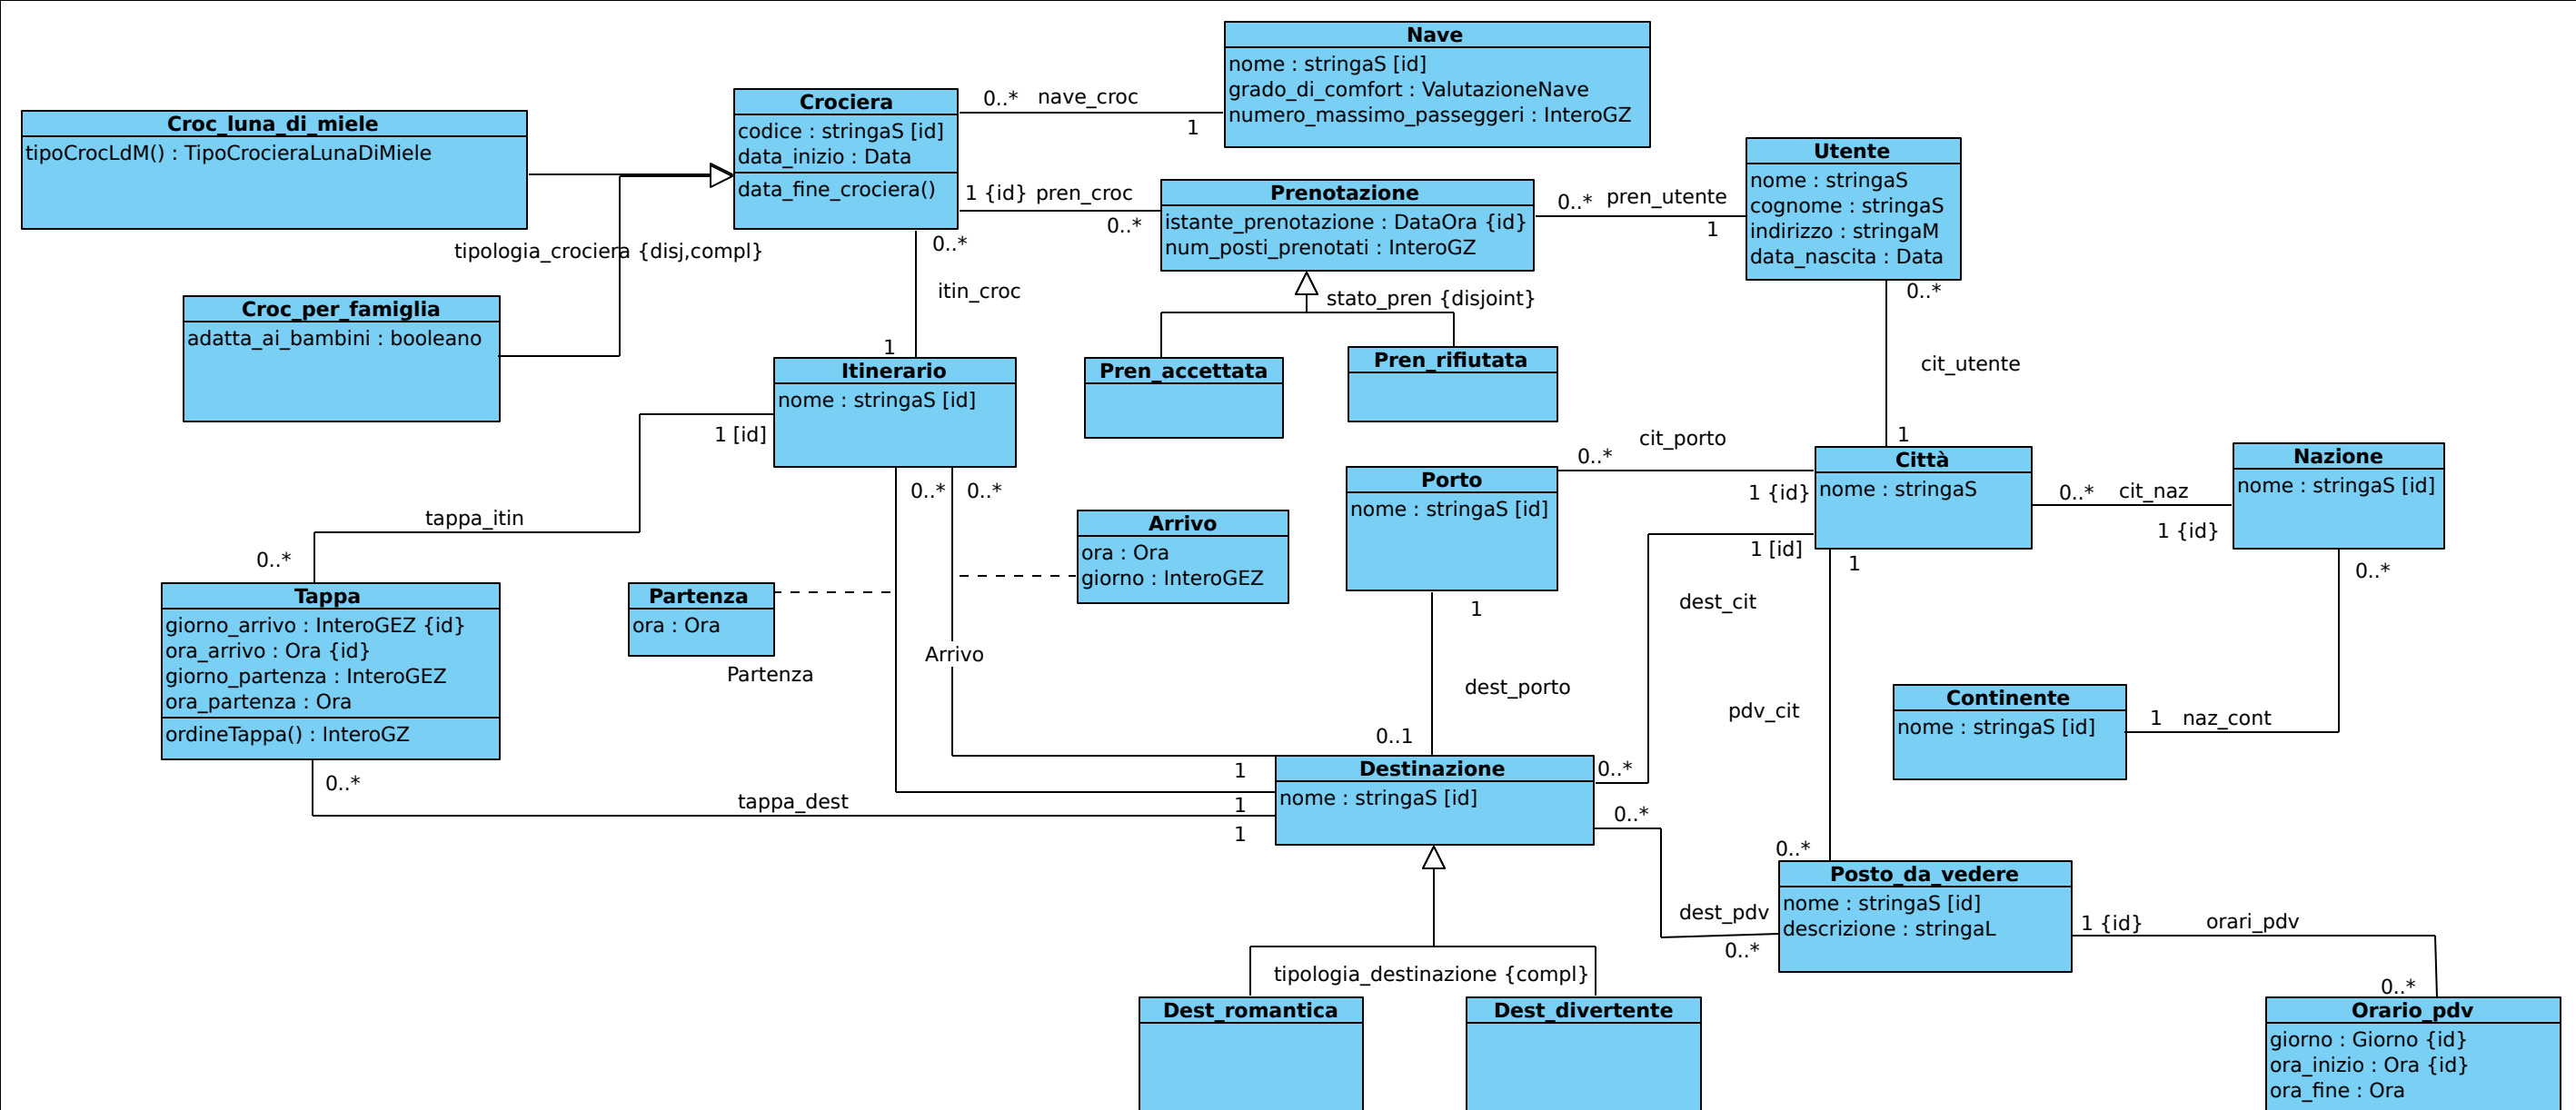 Nave
nome : stringaS [id]
grado_di_comfort : ValutazioneNave
numero_massimo_passeggeri : InteroGZ
Croc_luna_di_miele
tipoCrocLdM() : TipoCrocieraLunaDiMiele
Crociera
codice : stringaS [id]
data_inizio : Data
data_fine_crociera()
0..* nave_croc
1
Utente
nome : stringaS
cognome : stringaS
indirizzo : stringaM
data_nascita : Data
1 {id} pren_croc
0..*
Prenotazione
istante_prenotazione : DataOra {id}
num_posti_prenotati : InteroGZ
0..* pren_utente
1
tipologia_crociera {disj,compl}
0..*
itin_croc
1
stato_pren {disjoint}
0..*
cit_utente
1
Croc_per_famiglia
adatta_ai_bambini : booleano
Itinerario
nome : stringaS [id]
Pren_accettata
Pren_rifiutata
1 [id]
tappa_itin
0..*
0..* 0..*
cit_porto
0..*
1 {id}
Porto
nome : stringaS [id]
Città
nome : stringaS
0..* cit_naz
1 {id}
Nazione
nome : stringaS [id]
1 [id]
1
0..*
Arrivo
ora : Ora
giorno : InteroGEZ
Tappa
giorno_arrivo : InteroGEZ {id}
ora_arrivo : Ora {id}
giorno_partenza : InteroGEZ
ora_partenza : Ora
ordineTappa() : InteroGZ
Partenza
ora : Ora
Partenza
Arrivo
1
dest_porto
0..1
dest_cit
pdv_cit
Continente
nome : stringaS [id]
1 naz_cont
0..*
tappa_dest
1
1
1
Destinazione
nome : stringaS [id]
0..*
0..*
0..*
dest_pdv
0..*
Posto_da_vedere
nome : stringaS [id]
descrizione : stringaL
1 {id} orari_pdv
0..*
tipologia_destinazione {compl}
Dest_romantica
Dest_divertente
Orario_pdv
giorno : Giorno {id}
ora_inizio : Ora {id}
ora_fine : Ora